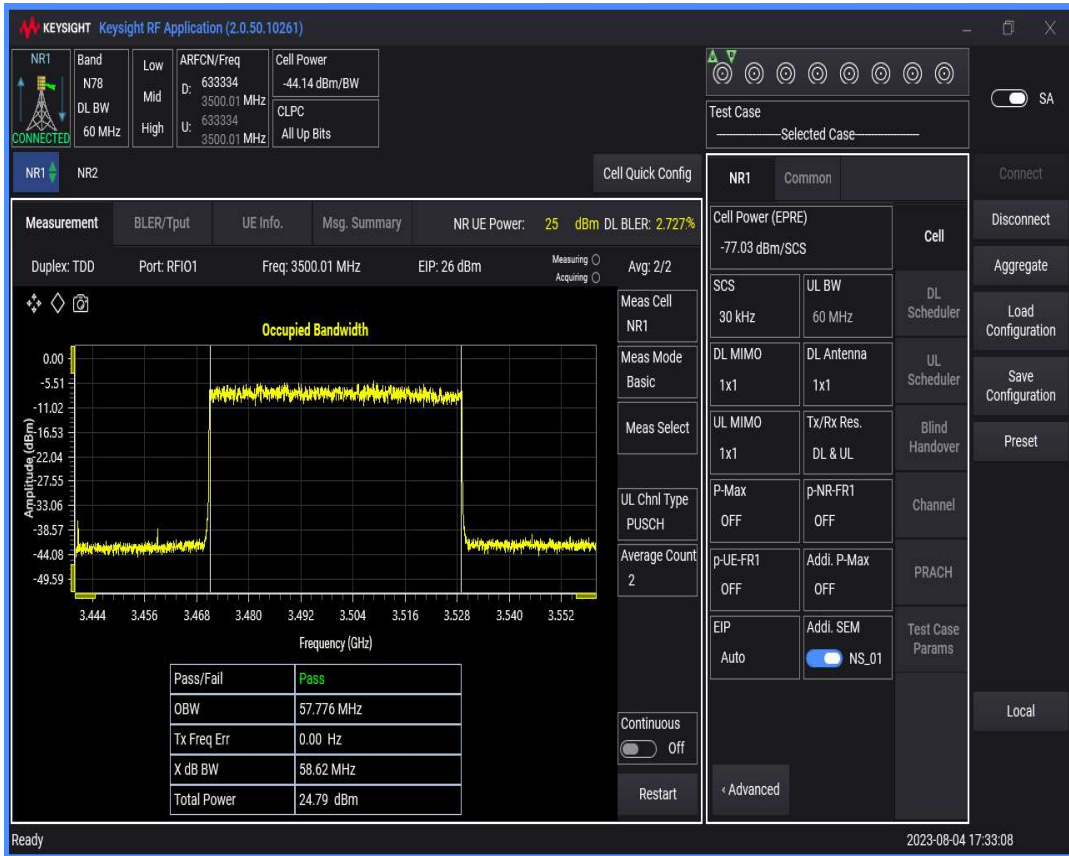 KEYSIGHT Keysight RF Application (2.0.50.10261)
NR1
CONNECTED
Band
N78
DL BW
60 MHz
Low
Mid
High
ARFCN/Freq
D: 633334
3500.01 MHz
U: 633334
3500.01 MHz
Cell Power
-44.14 dBm/BW
CLPC
All Up Bits
Test Case
Selected Case
SA
NR1
NR2
Cell Quick Config
Measurement
BLER/Tput
UE Info.
Msg. Summary
NR UE Power: 25 dBm DL BLER: 2.727%
Duplex: TDD
Port: RFIO1
Freq: 3500.01 MHz
EIP: 26 dBm
Measuring
Acquiring
Avg: 2/2
Occupied Bandwidth
Amplitude (dBm)
0.00
-5.51
-11.02
-16.53
-22.04
-27.55
-33.06
-38.57
-44.08
-49.59
3.444 3.456 3.468 3.480 3.492 3.504 3.516 3.528 3.540 3.552
Frequency (GHz)
Pass/Fail Pass
OBW 57.776 MHz
Tx Freq Err 0.00 Hz
X dB BW 58.62 MHz
Total Power 24.79 dBm
Meas Cell
NR1
Meas Mode
Basic
Meas Select
UL Chnl Type
PUSCH
Average Count
2
Continuous
Off
Restart
NR1
Common
Cell Power (EPRE)
-77.03 dBm/SCS
SCS
30 kHz
UL BW
60 MHz
DL MIMO
1x1
DL Antenna
1x1
UL MIMO
1x1
Tx/Rx Res.
DL & UL
P-Max
OFF
p-NR-FR1
OFF
p-UE-FR1
OFF
Addi. P-Max
OFF
EIP
Auto
Addi. SEM
NS_01
‹ Advanced
Cell
DL
Scheduler
UL
Scheduler
Blind
Handover
Channel
PRACH
Test Case
Params
Connect
Disconnect
Aggregate
Load
Configuration
Save
Configuration
Preset
Local
Ready
2023-08-04 17:33:08